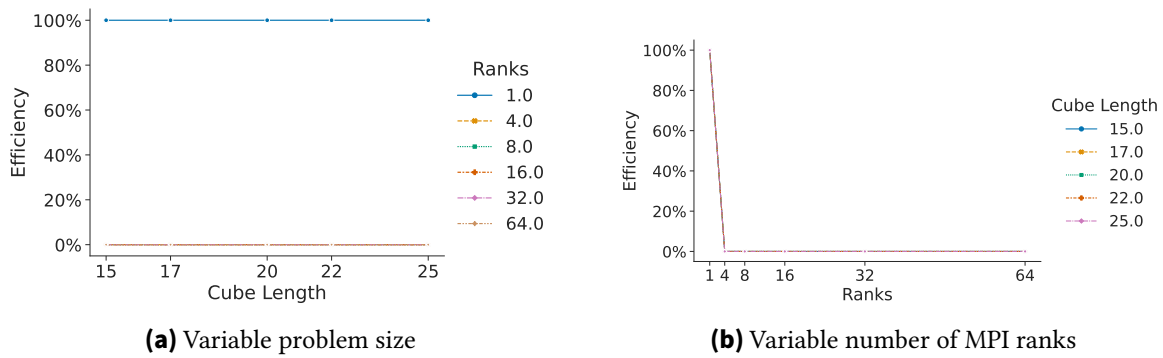 100%
80%
60%
40%
20%
0%
Efficiency
15 17 20 22 25
Cube Length
Ranks
1.0
4.0
8.0
16.0
32.0
64.0
(a) Variable problem size
100%
80%
60%
40%
20%
0%
Efficiency
1 4 8 16 32 64
Ranks
Cube Length
15.0
17.0
20.0
22.0
25.0
(b) Variable number of MPI ranks